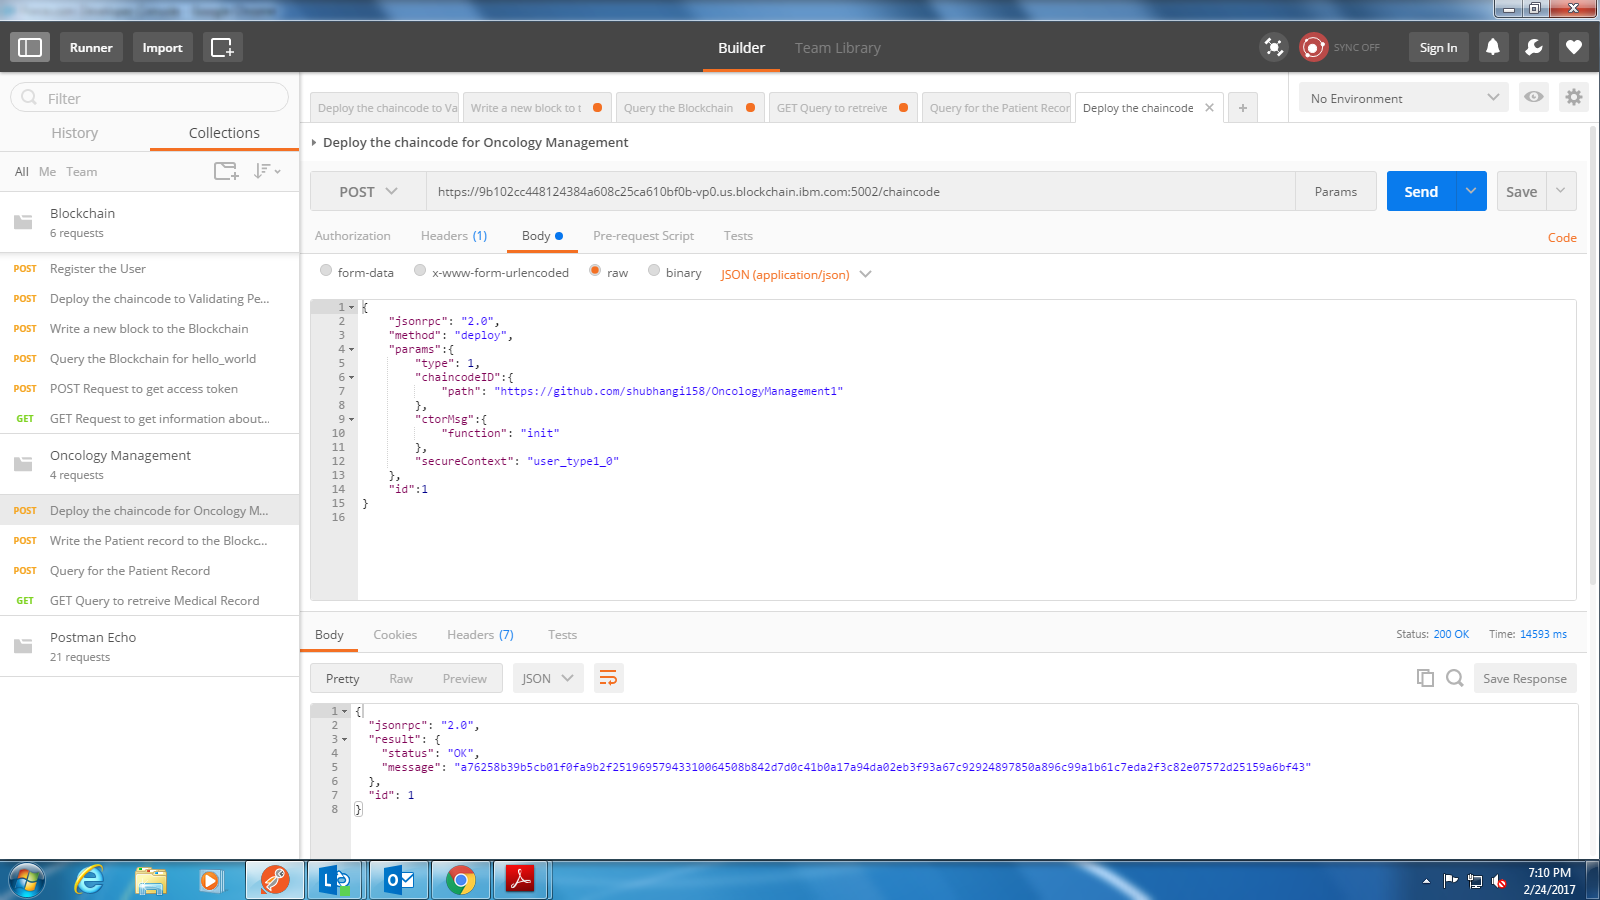 Runner
Import
Builder
Team Library
SYNC OFF
Sign In
Filter
History
Collections
All Me Team
Blockchain
6 requests
POST Register the User
POST Deploy the chaincode to Validating Pe...
POST Write a new block to the Blockchain
POST Query the Blockchain for hello_world
POST POST Request to get access token
GET GET Request to get information about...
Oncology Management
4 requests
POST Deploy the chaincode for Oncology M...
POST Write the Patient record to the Blockc...
POST Query for the Patient Record
GET GET Query to retreive Medical Record
Postman Echo
21 requests
Deploy the chaincode to Va
Write a new block to t
Query the Blockchain
GET Query to retreive
Query for the Patient Recor
Deploy the chaincode
No Environment
Deploy the chaincode for Oncology Management
POST
https://9b102cc448124384a608c25ca610bf0b-vp0.us.blockchain.ibm.com:5002/chaincode
Params
Send
Save
Authorization
Headers (1)
Body
Pre-request Script
Tests
Code
form-data
x-www-form-urlencoded
raw
binary
JSON (application/json)
1 {
2 "jsonrpc": "2.0",
3 "method": "deploy",
4 "params":{
5 "type": 1,
6 "chaincodeID":{
7 "path": "https://github.com/shubhangi158/OncologyManagement1"
8 },
9 "ctorMsg":{
10 "function": "init"
11 },
12 "secureContext": "user_type1_0"
13 },
14 "id":1
15 }
16
Body
Cookies
Headers (7)
Tests
Status: 200 OK
Time: 14593 ms
Pretty
Raw
Preview
JSON
Save Response
1 {
2 "jsonrpc": "2.0",
3 "result": {
4 "status": "OK",
5 "message": "a76258b39b5cb01f0fa9b2f25196957943310064508b842d7d0c41b0a17a94da02eb3f93a67c92924897850a896c99a1b61c7eda2f3c82e07572d25159a6bf43"
6 },
7 "id": 1
8 }
7:10 PM
2/24/2017